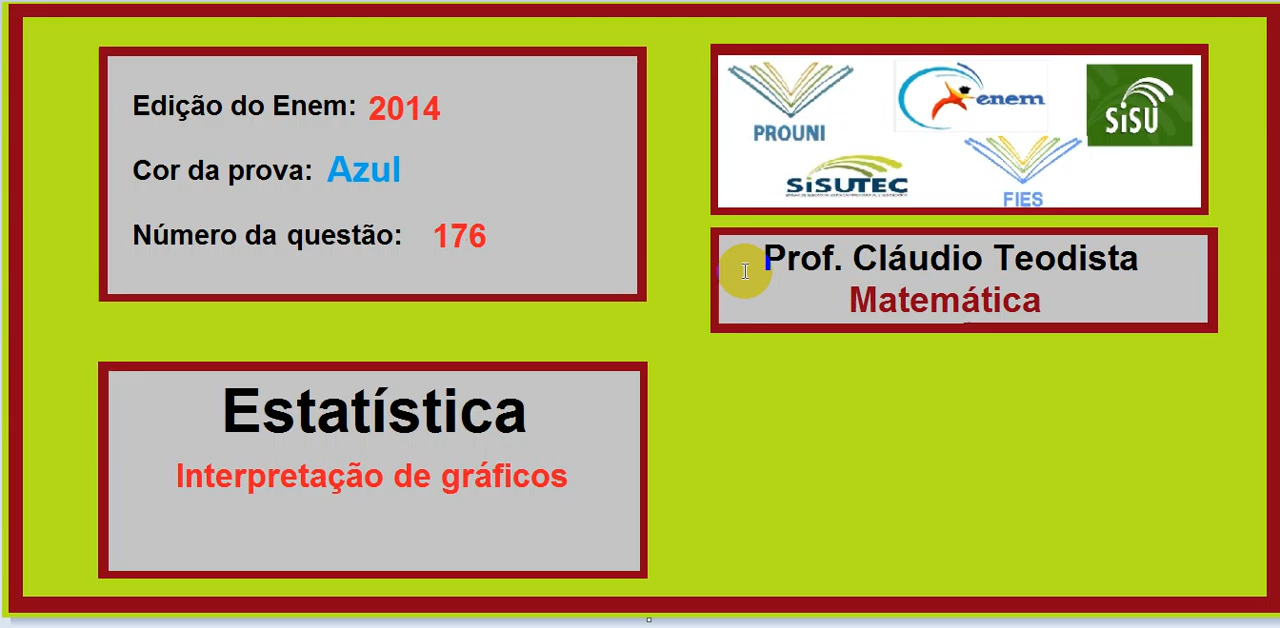 Edição do Enem: 2014
Cor da prova: Azul
Número da questão: 176
PROUNI
enem
SiSU
SiSUTEC
FIES
Prof. Cláudio Teodista
Matemática
Estatística
Interpretação de gráficos